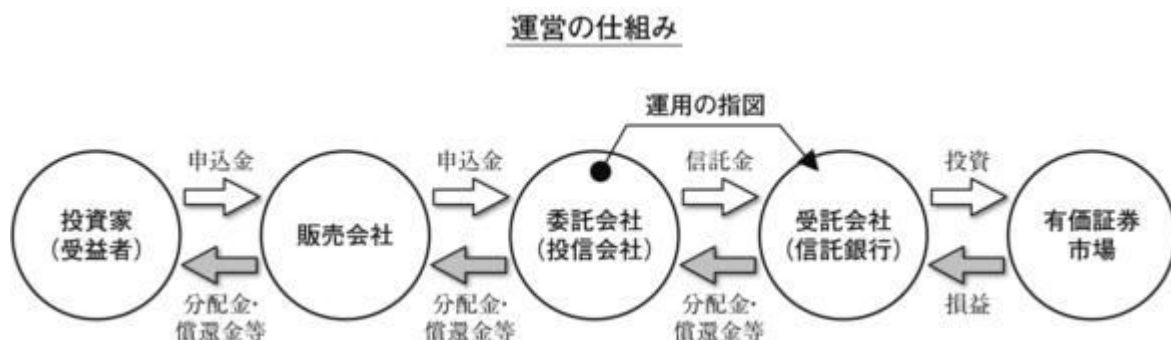 運営の仕組み
運用の指図
申込金
申込金
信託金
投資
投資家
(受益者)
販売会社
委託会社
(投信会社)
受託会社
(信託銀行)
有価証券
市場
分配金・
償還金等
分配金・
償還金等
分配金・
償還金等
損益